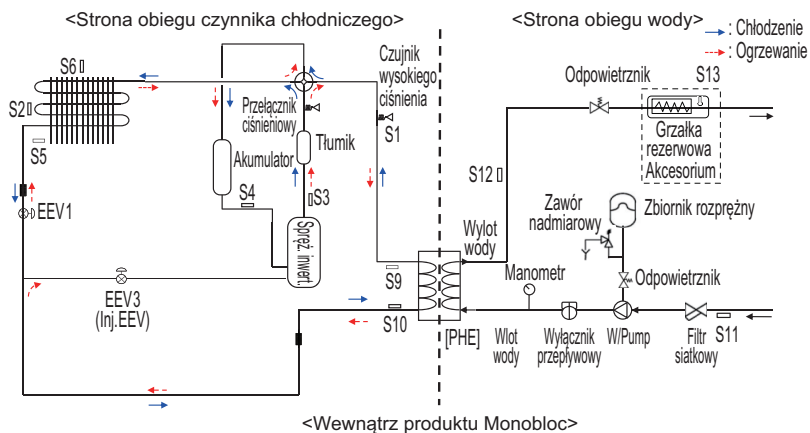 <Strona obiegu czynnika chłodniczego>
<Strona obiegu wody>
: Chłodzenie
: Ogrzewanie
S6
S2
S5
EEV1
EEV3
(Inj.EEV)
Przełącznik
ciśnieniowy
Akumulator
Tłumik
S4
S3
Spręż. inwert.
Czujnik
wysokiego
ciśnienia
S1
S9
S10
[PHE]
Wylot
wody
S12
Odpowietrznik
S13
Grzałka
rezerwowa
Akcesorium
Zawór
nadmiarowy
Zbiornik rozprężny
Manometr
Odpowietrznik
Wlot
wody
Wyłącznik
przepływowy
W/Pump
Filtr
siatkowy
S11
<Wewnątrz produktu Monobloc>